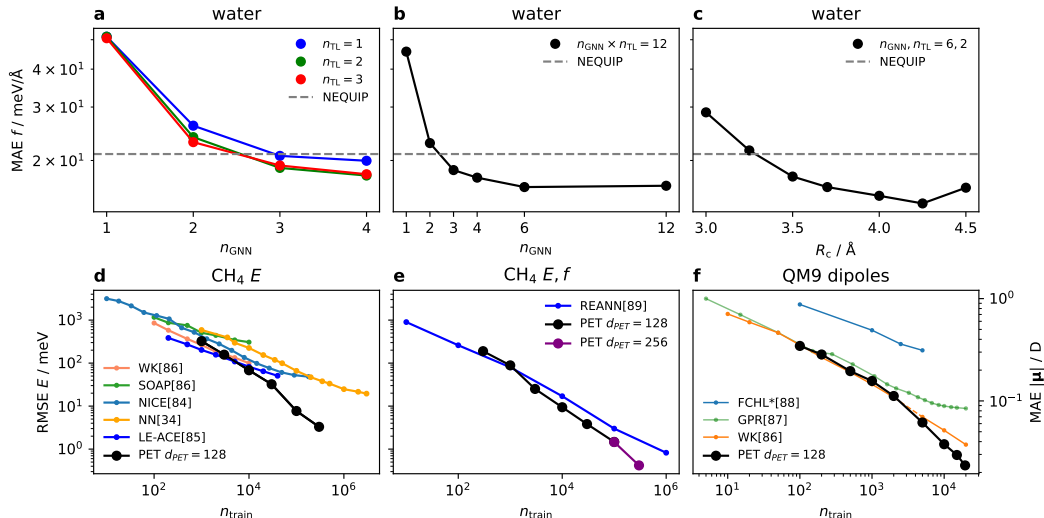 a water
MAE f / meV/Å
4 × 10¹
3 × 10¹
2 × 10¹
n_TL = 1
n_TL = 2
n_TL = 3
NEQUIP
1 2 3 4
n_GNN
b water
n_GNN × n_TL = 12
NEQUIP
1 2 3 4 6 12
n_GNN
c water
n_GNN, n_TL = 6, 2
NEQUIP
3.0 3.5 4.0 4.5
R_c / Å
d CH₄ E
RMSE E / meV
10³
10²
10¹
10⁰
WK[86]
SOAP[86]
NICE[84]
NN[34]
LE-ACE[85]
PET d_PET = 128
10² 10⁴ 10⁶
n_train
e CH₄ E, f
REANN[89]
PET d_PET = 128
PET d_PET = 256
10² 10⁴ 10⁶
n_train
f QM9 dipoles
FCHL*[88]
GPR[87]
WK[86]
PET d_PET = 128
10¹ 10² 10³ 10⁴
n_train
10⁰
10⁻¹
MAE |μ| / D